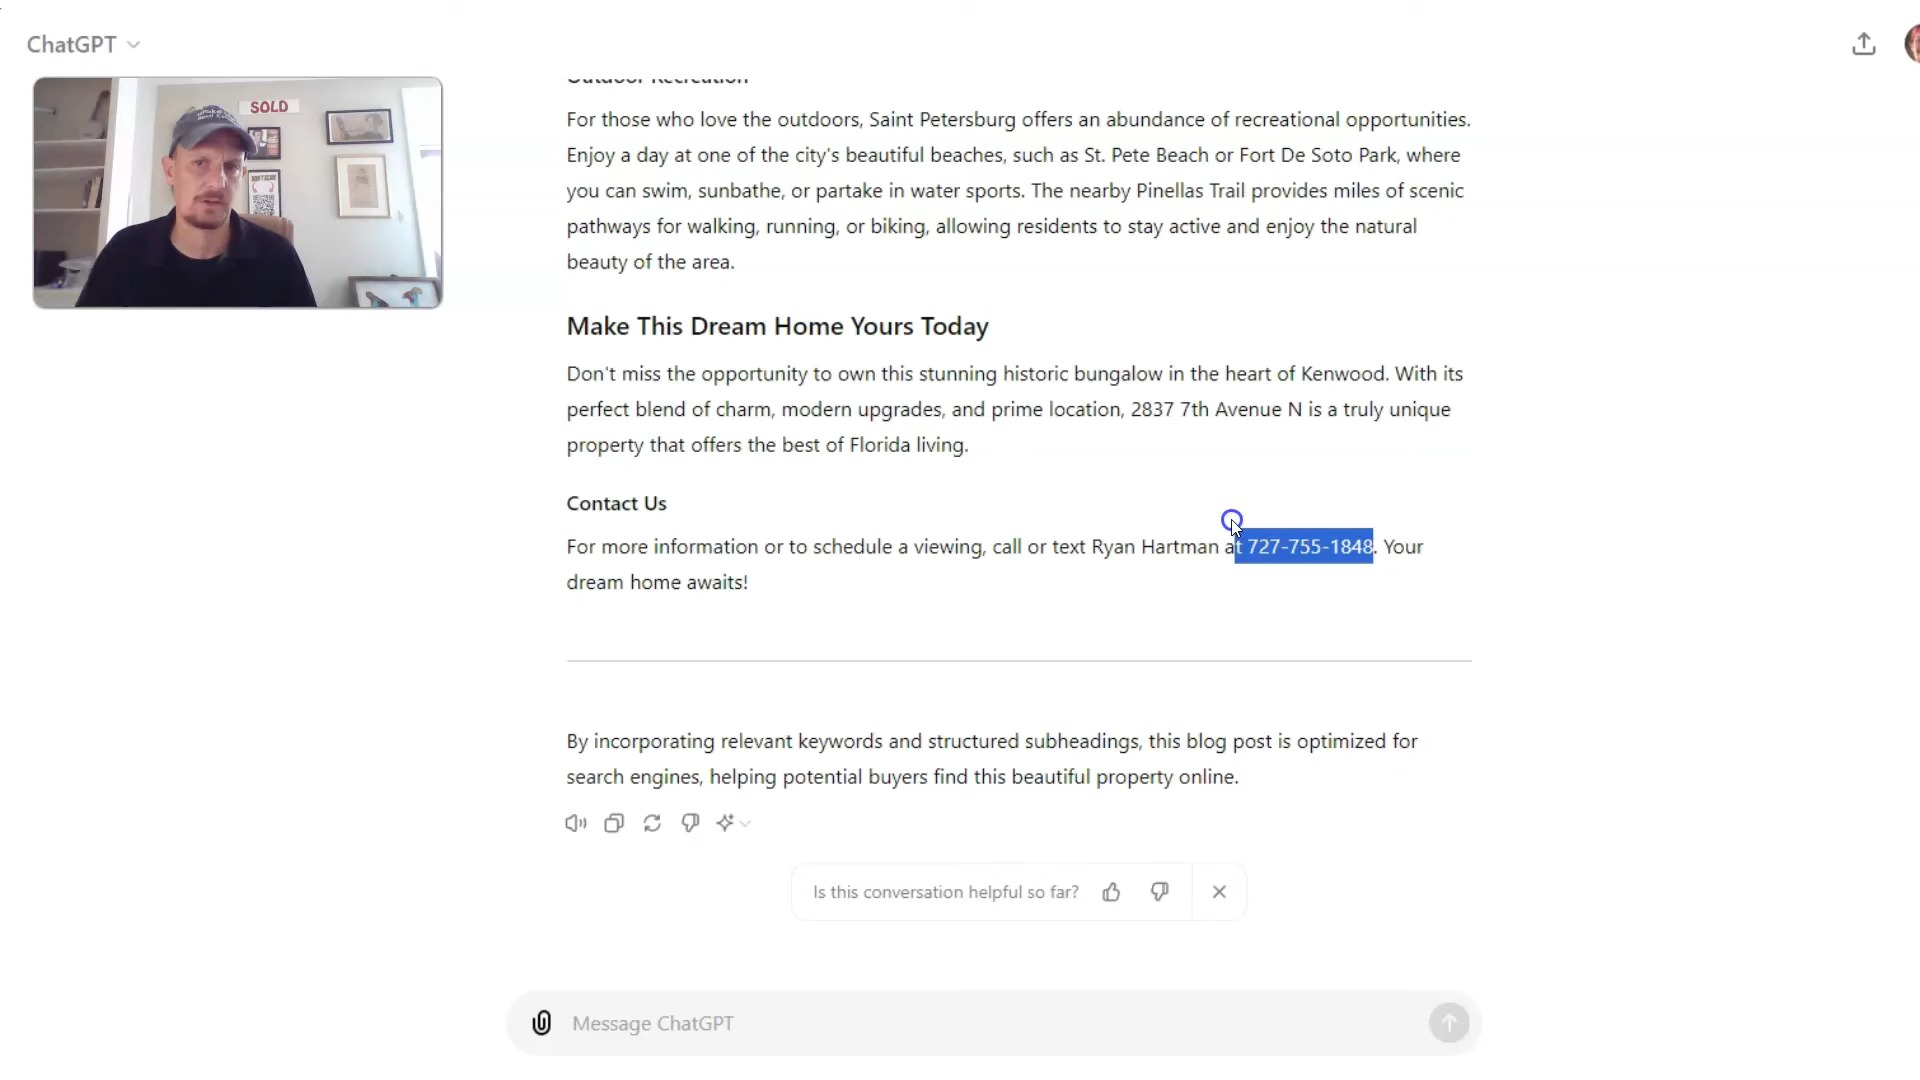 ChatGPT
SOLD
Outdoor Recreation
For those who love the outdoors, Saint Petersburg offers an abundance of recreational opportunities.
Enjoy a day at one of the city's beautiful beaches, such as St. Pete Beach or Fort De Soto Park, where
you can swim, sunbathe, or partake in water sports. The nearby Pinellas Trail provides miles of scenic
pathways for walking, running, or biking, allowing residents to stay active and enjoy the natural
beauty of the area.
Make This Dream Home Yours Today
Don't miss the opportunity to own this stunning historic bungalow in the heart of Kenwood. With its
perfect blend of charm, modern upgrades, and prime location, 2837 7th Avenue N is a truly unique
property that offers the best of Florida living.
Contact Us
For more information or to schedule a viewing, call or text Ryan Hartman at 727-755-1848. Your
dream home awaits!
By incorporating relevant keywords and structured subheadings, this blog post is optimized for
search engines, helping potential buyers find this beautiful property online.
Is this conversation helpful so far?
Message ChatGPT